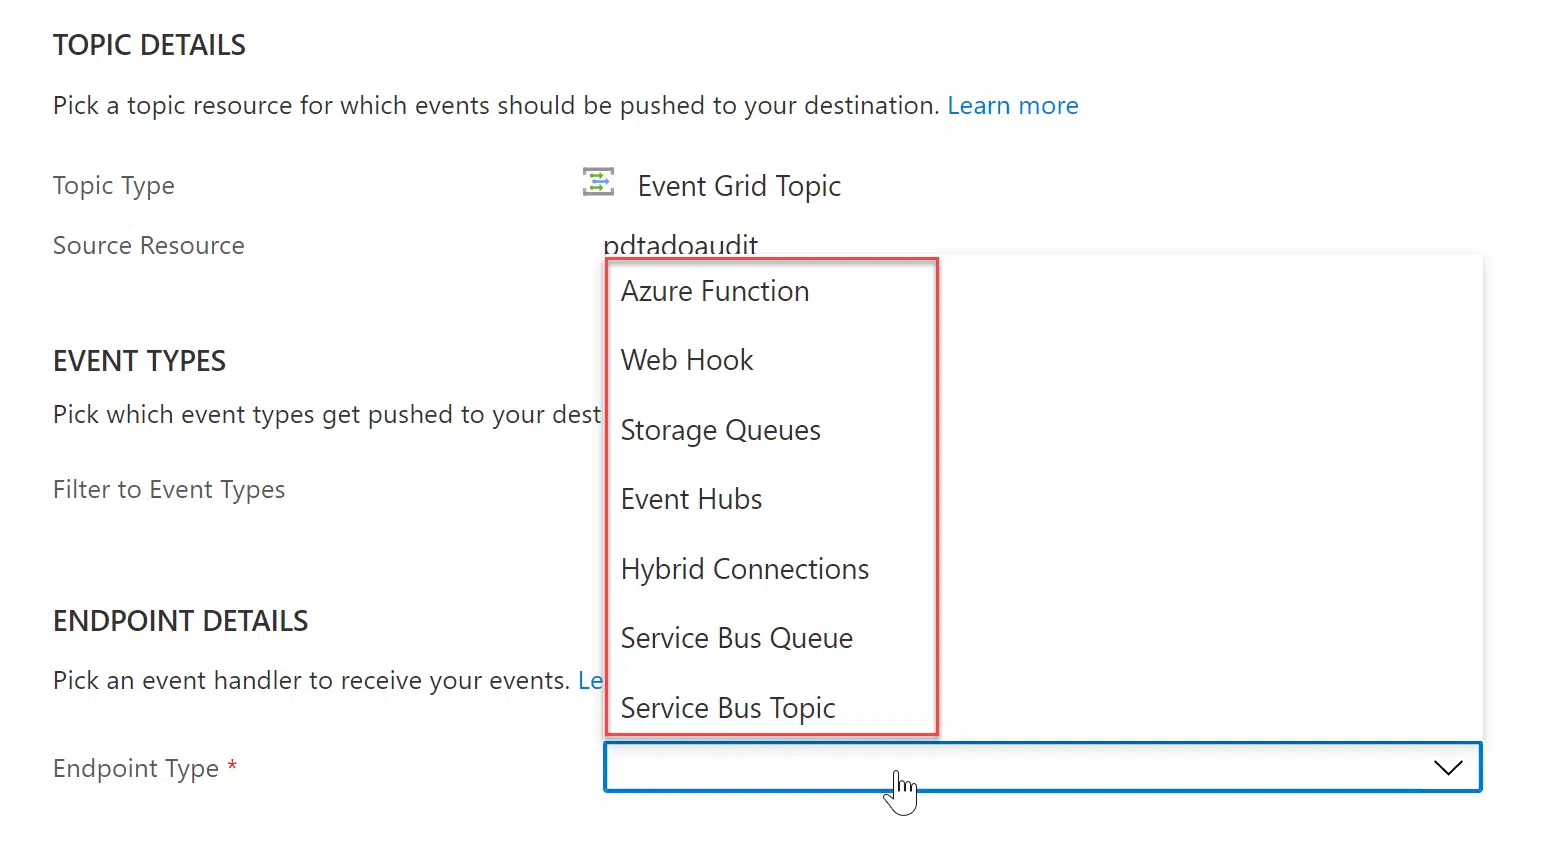 TOPIC DETAILS
Pick a topic resource for which events should be pushed to your destination. Learn more
Topic Type
Event Grid Topic
Source Resource
pdtadoaudit
Azure Function
Web Hook
Storage Queues
Event Hubs
Hybrid Connections
Service Bus Queue
Service Bus Topic
EVENT TYPES
Pick which event types get pushed to your dest
Filter to Event Types
ENDPOINT DETAILS
Pick an event handler to receive your events. Le
Endpoint Type *